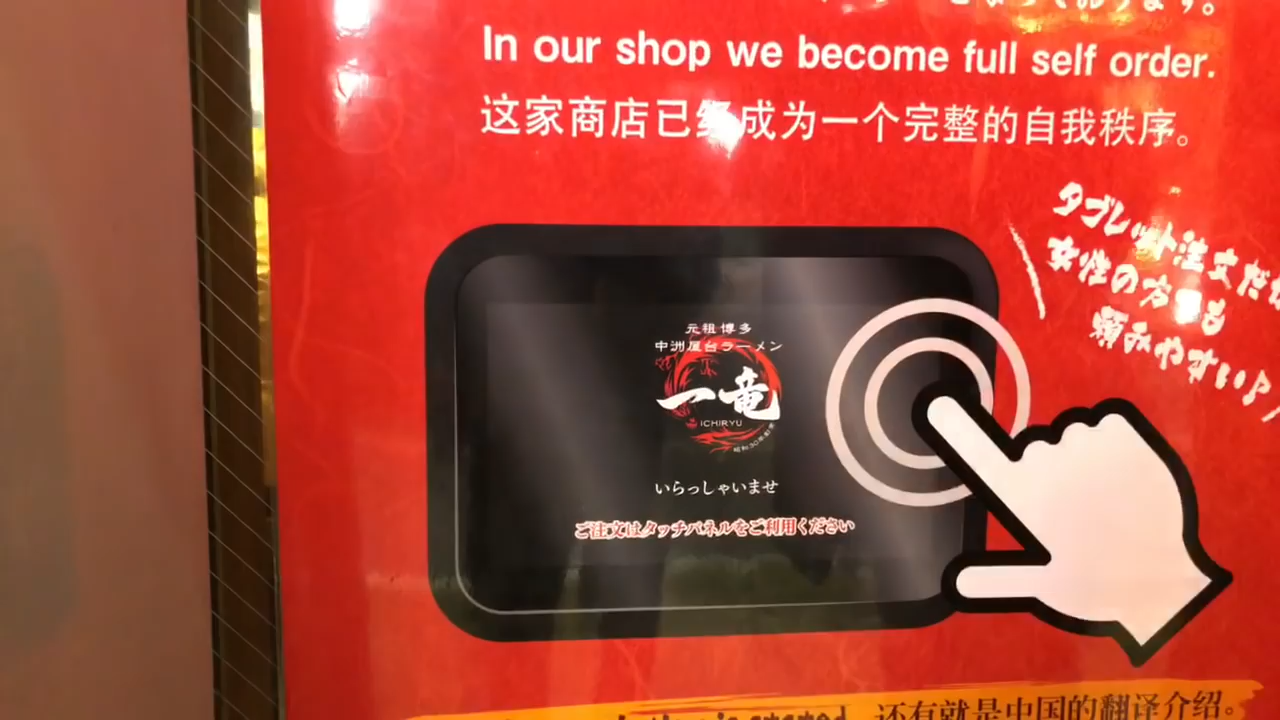 In our shop we become full self order.
这家商店已经成为一个完整的自我秩序。
タブレット注文だから
女性の方も
頼みやすい♪
元祖博多
中洲屋台ラーメン
一竜
ICHIRYU
いらっしゃいませ
ご注文はタッチパネルをご利用ください
还有就是中国的翻译介绍。